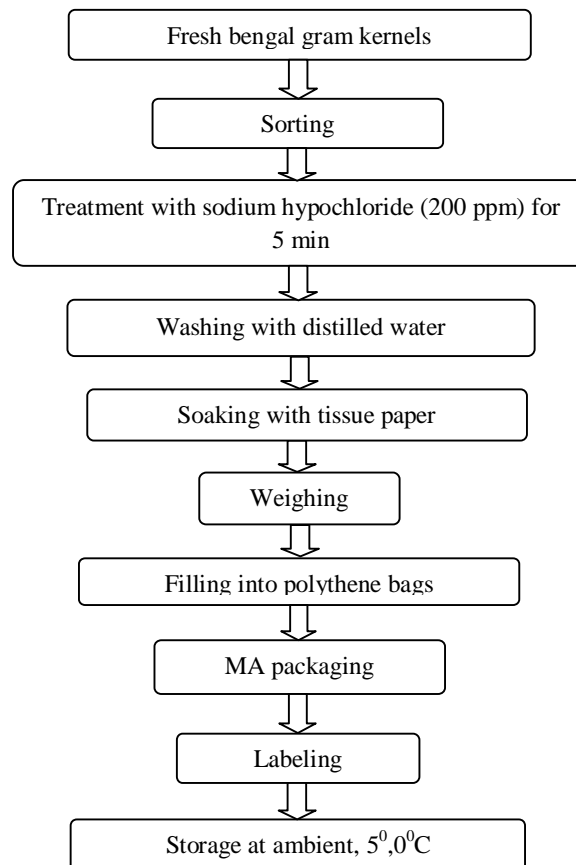 Fresh bengal gram kernels
Sorting
Treatment with sodium hypochloride (200 ppm) for
5 min
Washing with distilled water
Soaking with tissue paper
Weighing
Filling into polythene bags
MA packaging
Labeling
Storage at ambient, 5⁰,0⁰C